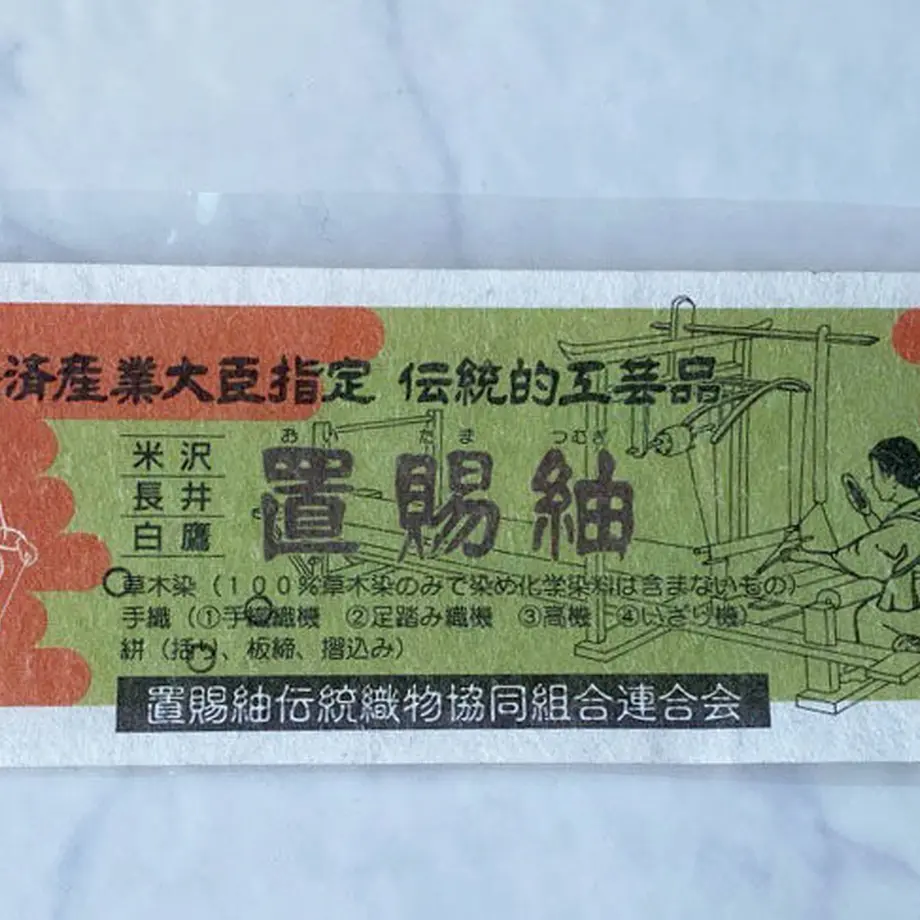 済産業大臣指定 伝統的工芸品
おいたま つむぎ
置賜紬
米沢
長井
白鷹
草木染（１００％草木染のみで染め化学染料は含まないもの）
手織（①手織織機 ②足踏み織機 ③高機 ④いざり機）
絣（括り、板締、摺込み）
置賜紬伝統織物協同組合連合会